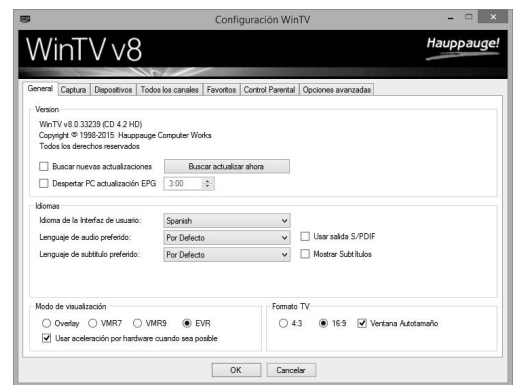 Configuración WinTV
WinTV v8
Hauppauge!
General Captura Dispositivos Todos los canales Favoritos Control Parental Opciones avanzadas
Version
WinTV v8.0.33239 (CD 4.2 HD)
Copyright © 1998-2015 Hauppauge Computer Works
Todos los derechos reservados
Buscar nuevas actualizaciones Buscar actualizar ahora
Despertar PC actualización EPG 3:00
Idiomas
Idioma de la Interfaz de usuario: Spanish
Lenguaje de audio preferido: Por Defecto Usar salida S/PDIF
Lenguaje de subtitulo preferido: Por Defecto Mostrar Subtítulos
Modo de visualización
Overlay VMR7 VMR9 EVR
Usar aceleración por hardware cuando sea posible
Formato TV
4:3 16:9 Ventana Autotamaño
OK Cancelar